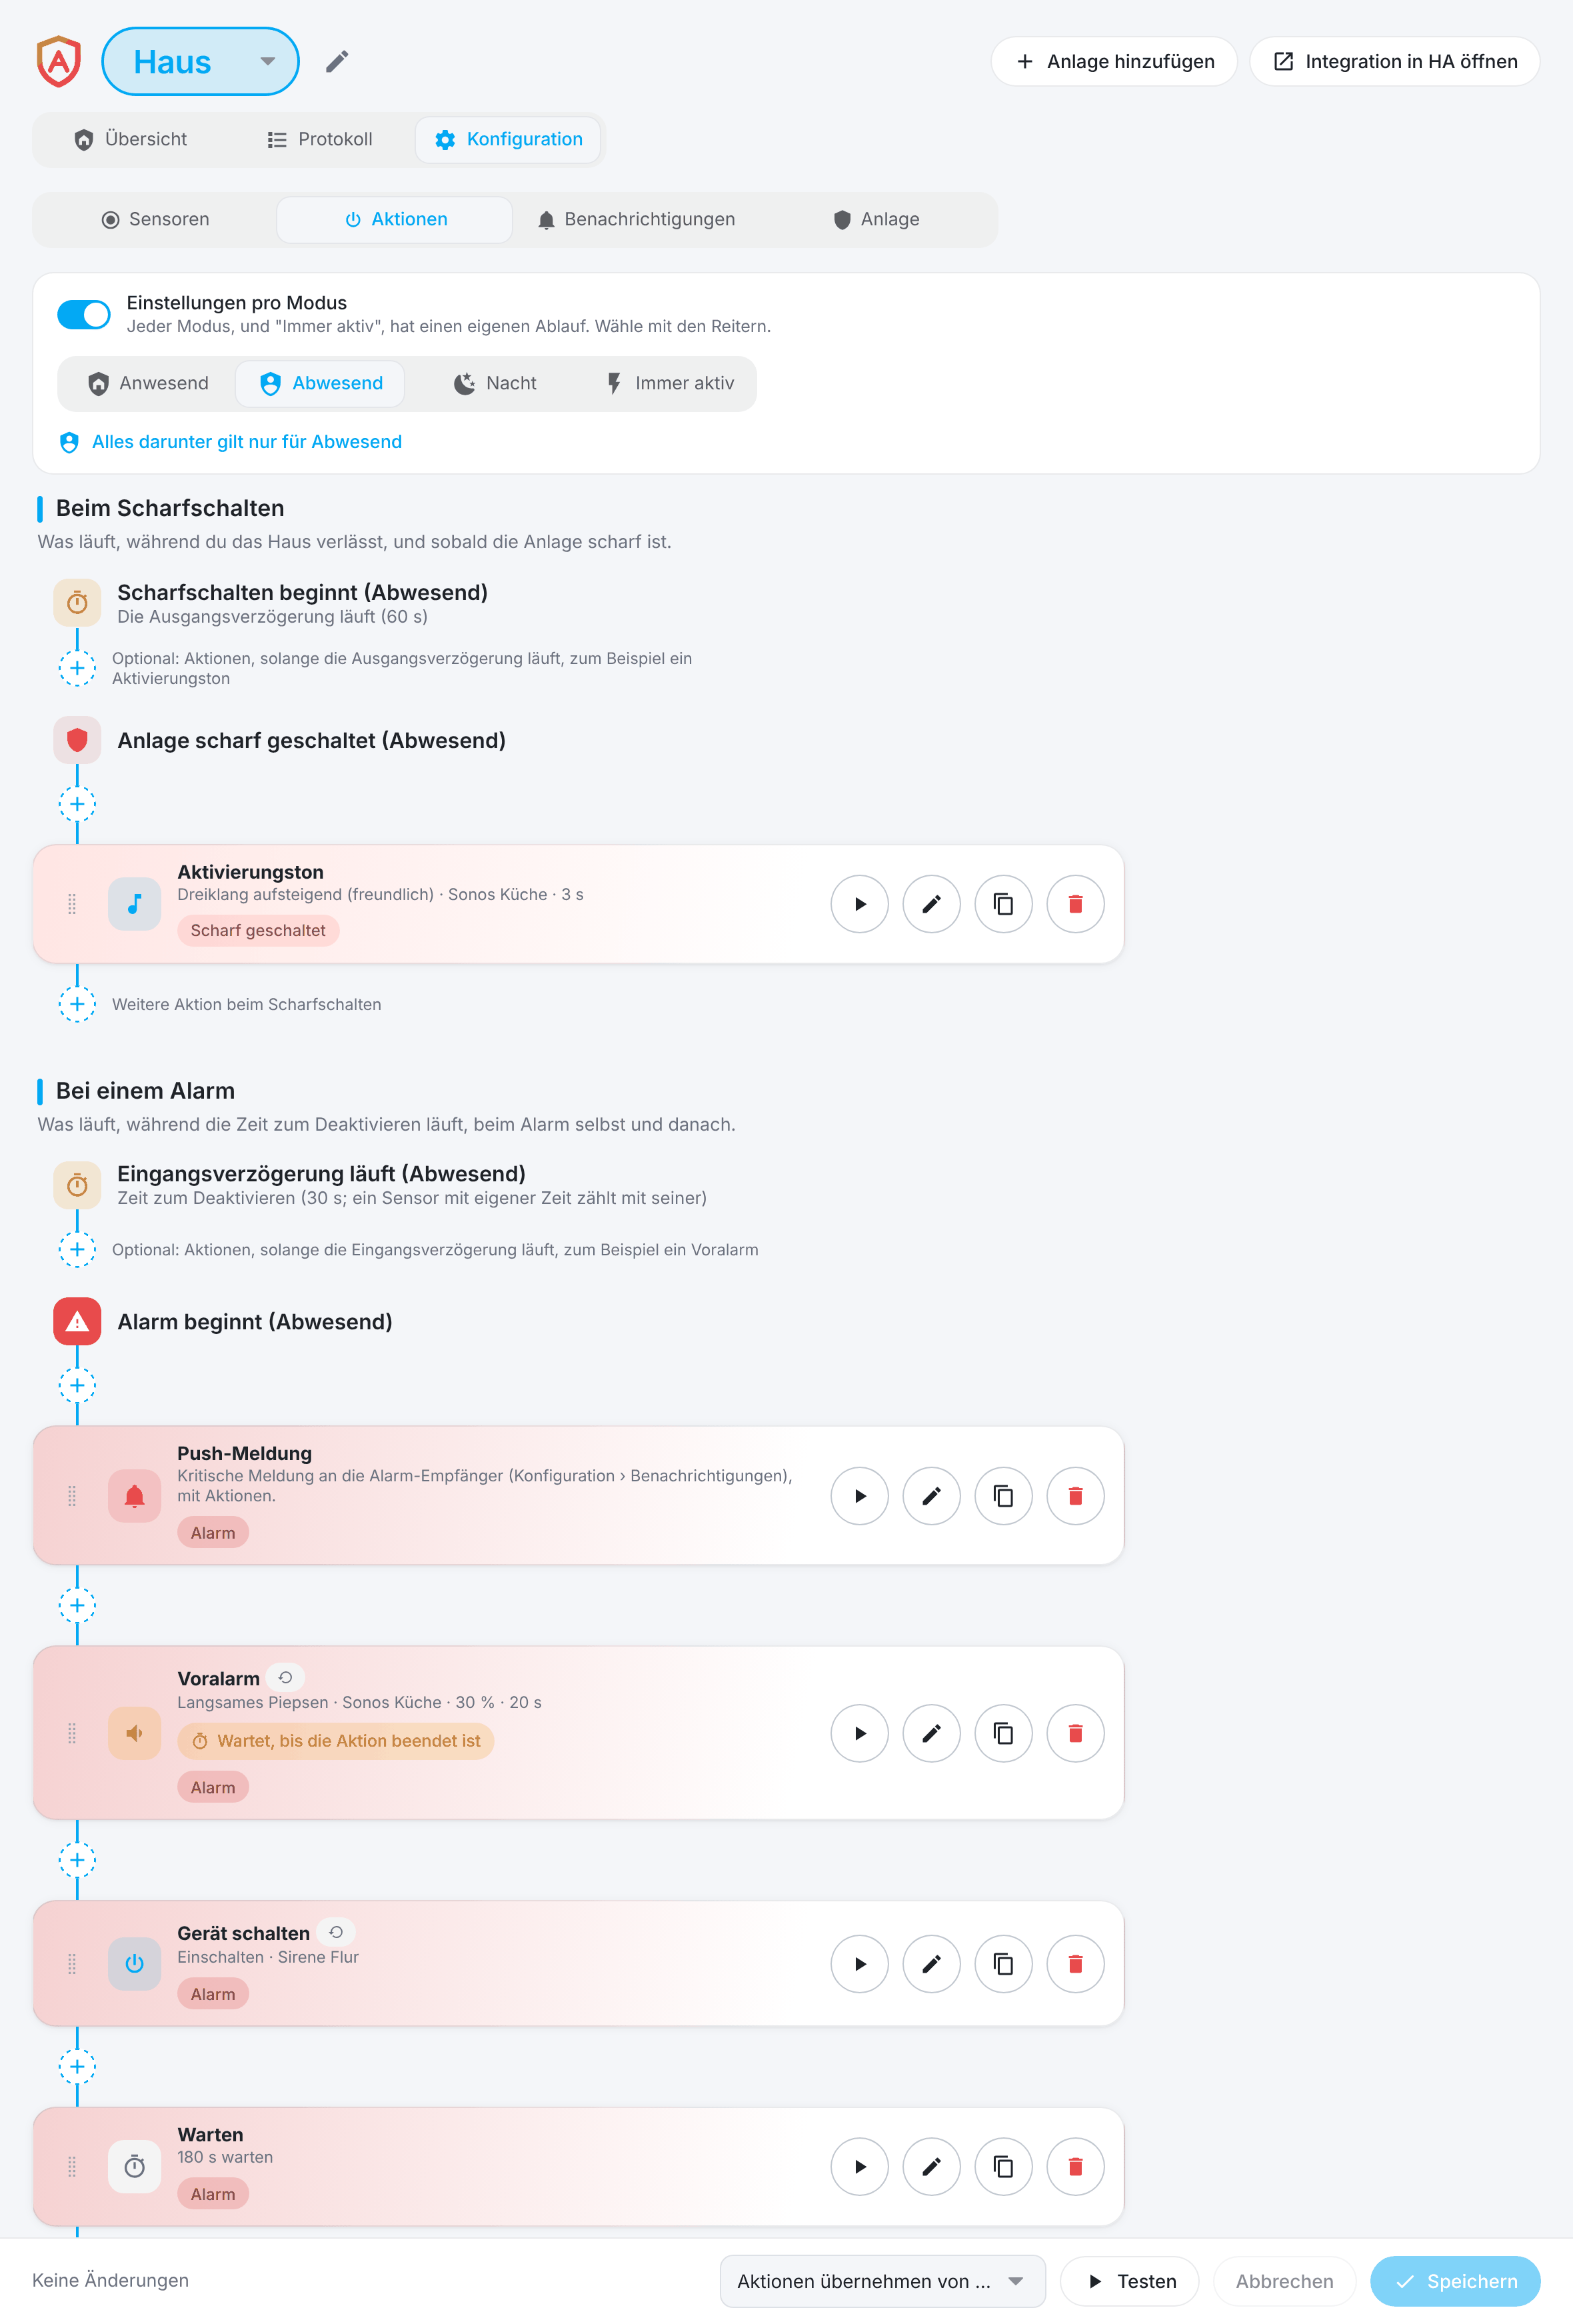 Haus
Anlage hinzufügen
Integration in HA öffnen
Übersicht
Protokoll
Konfiguration
Sensoren
Aktionen
Benachrichtigungen
Anlage
Einstellungen pro Modus
Jeder Modus, und "Immer aktiv", hat einen eigenen Ablauf. Wähle mit den Reitern.
Anwesend
Abwesend
Nacht
Immer aktiv
Alles darunter gilt nur für Abwesend
Beim Scharfschalten
Was läuft, während du das Haus verlässt, und sobald die Anlage scharf ist.
Scharfschalten beginnt (Abwesend)
Die Ausgangsverzögerung läuft (60 s)
Optional: Aktionen, solange die Ausgangsverzögerung läuft, zum Beispiel ein
Aktivierungston
Anlage scharf geschaltet (Abwesend)
Aktivierungston
Dreiklang aufsteigend (freundlich) · Sonos Küche · 3 s
Scharf geschaltet
Weitere Aktion beim Scharfschalten
Bei einem Alarm
Was läuft, während die Zeit zum Deaktivieren läuft, beim Alarm selbst und danach.
Eingangsverzögerung läuft (Abwesend)
Zeit zum Deaktivieren (30 s; ein Sensor mit eigener Zeit zählt mit seiner)
Optional: Aktionen, solange die Eingangsverzögerung läuft, zum Beispiel ein Voralarm
Alarm beginnt (Abwesend)
Push-Meldung
Kritische Meldung an die Alarm-Empfänger (Konfiguration › Benachrichtigungen),
mit Aktionen.
Alarm
Voralarm
Langsames Piepsen · Sonos Küche · 30 % · 20 s
Wartet, bis die Aktion beendet ist
Alarm
Gerät schalten
Einschalten · Sirene Flur
Alarm
Warten
180 s warten
Alarm
Keine Änderungen
Aktionen übernehmen von ...
Testen
Abbrechen
Speichern